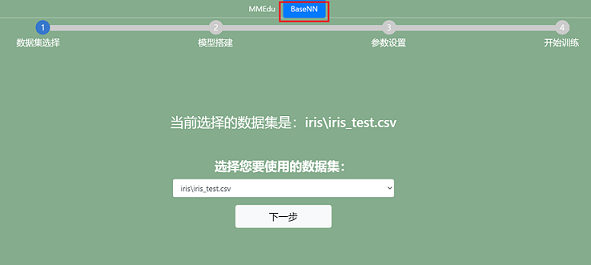 MMEdu BaseNN
1 2 3 4
数据集选择 模型搭建 参数设置 开始训练
当前选择的数据集是：iris\iris_test.csv
选择您要使用的数据集：
iris\iris_test.csv
下一步